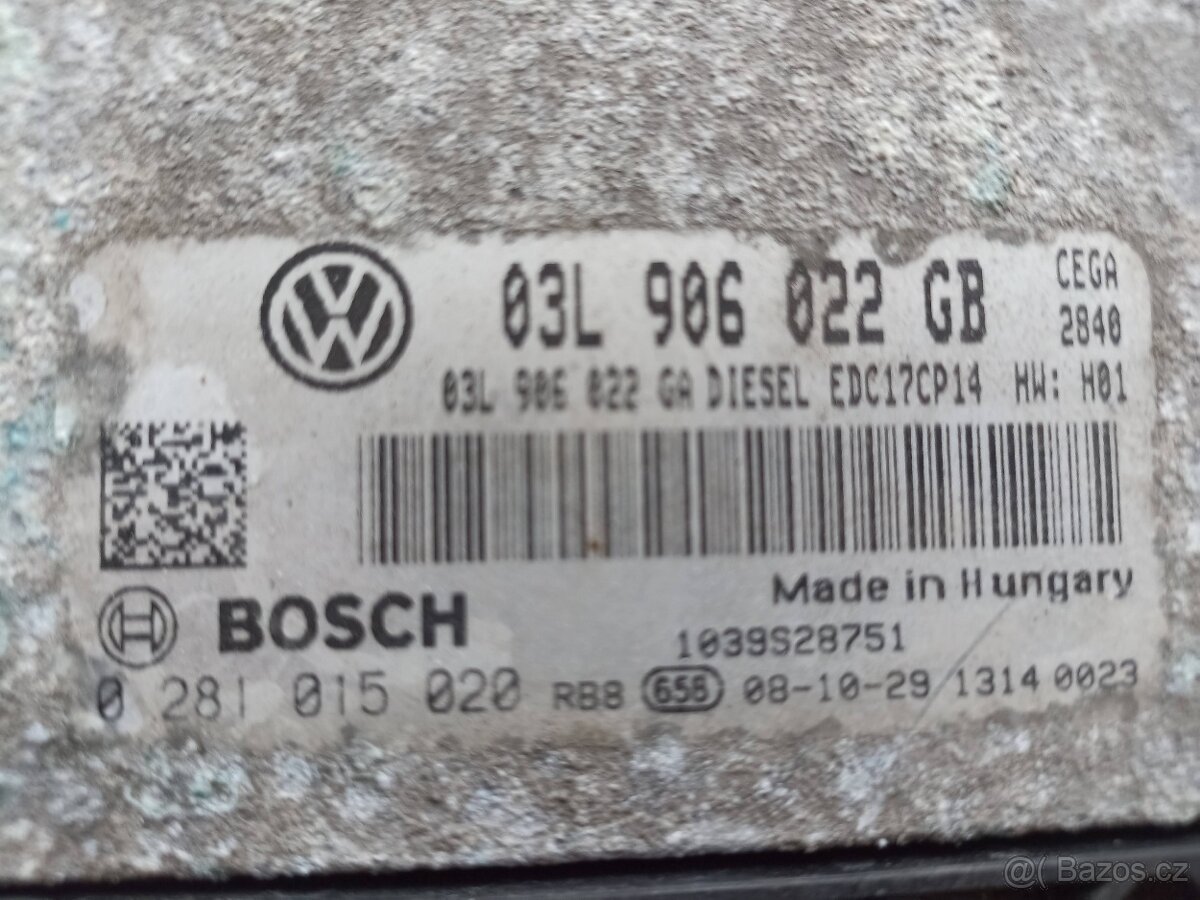 03L 906 022 GB CEGA
2840
03L 906 022 GA DIESEL EDC17CP14 HW: H01
Made in Hungary
BOSCH
1039S28751
0 281 015 020 RB8 656 08-10-29 1314 0023
@( Bazos.cz